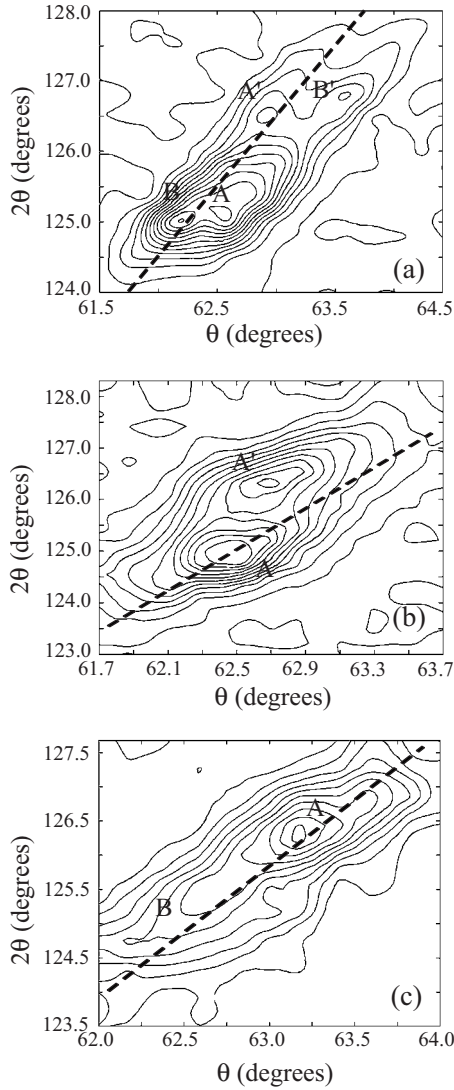 128.0
127.0
126.0
125.0
124.0
2θ (degrees)
A'
B'
B
A
(a)
61.5
62.5
63.5
64.5
θ (degrees)
128.0
127.0
126.0
125.0
124.0
123.0
2θ (degrees)
A'
A
(b)
61.7
62.1
62.5
62.9
63.3
63.7
θ (degrees)
127.5
126.5
125.5
124.5
123.5
2θ (degrees)
A
B
(c)
62.0
62.5
63.0
63.5
64.0
θ (degrees)